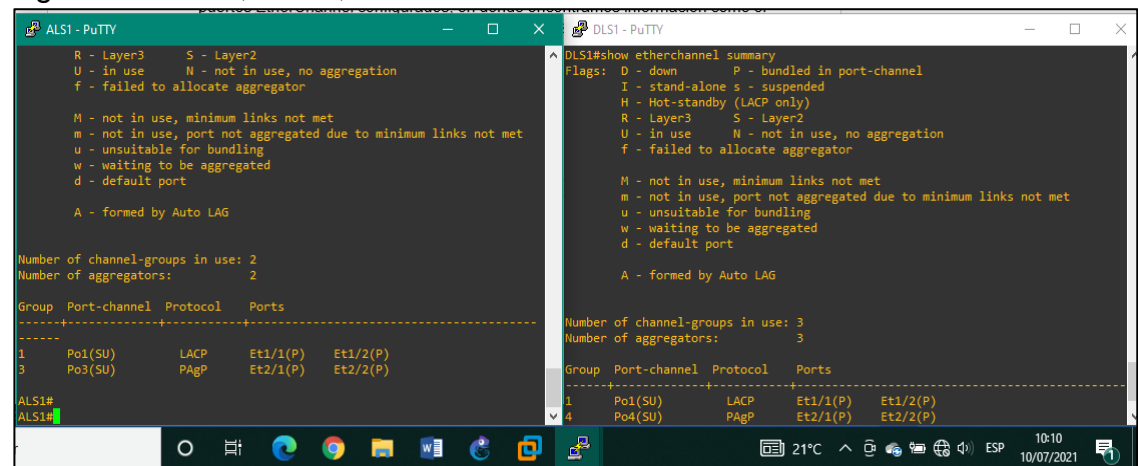 ALS1 - PuTTY
R - Layer3 S - Layer2
U - in use N - not in use, no aggregation
f - failed to allocate aggregator
M - not in use, minimum links not met
m - not in use, port not aggregated due to minimum links not met
u - unsuitable for bundling
w - waiting to be aggregated
d - default port
A - formed by Auto LAG
Number of channel-groups in use: 2
Number of aggregators: 2
Group Port-channel Protocol Ports
------+-------------+-----------+-----------------------------------------
------
1 Po1(SU) LACP Et1/1(P) Et1/2(P)
3 Po3(SU) PAgP Et2/1(P) Et2/2(P)
ALS1#
ALS1#
DLS1 - PuTTY
DLS1#show etherchannel summary
Flags: D - down P - bundled in port-channel
I - stand-alone s - suspended
H - Hot-standby (LACP only)
R - Layer3 S - Layer2
U - in use N - not in use, no aggregation
f - failed to allocate aggregator
M - not in use, minimum links not met
m - not in use, port not aggregated due to minimum links not met
u - unsuitable for bundling
w - waiting to be aggregated
d - default port
A - formed by Auto LAG
Number of channel-groups in use: 3
Number of aggregators: 3
Group Port-channel Protocol Ports
------+-------------+-----------+-----------------------------------------------
1 Po1(SU) LACP Et1/1(P) Et1/2(P)
4 Po4(SU) PAgP Et2/1(P) Et2/2(P)
21°C ESP 10:10
10/07/2021